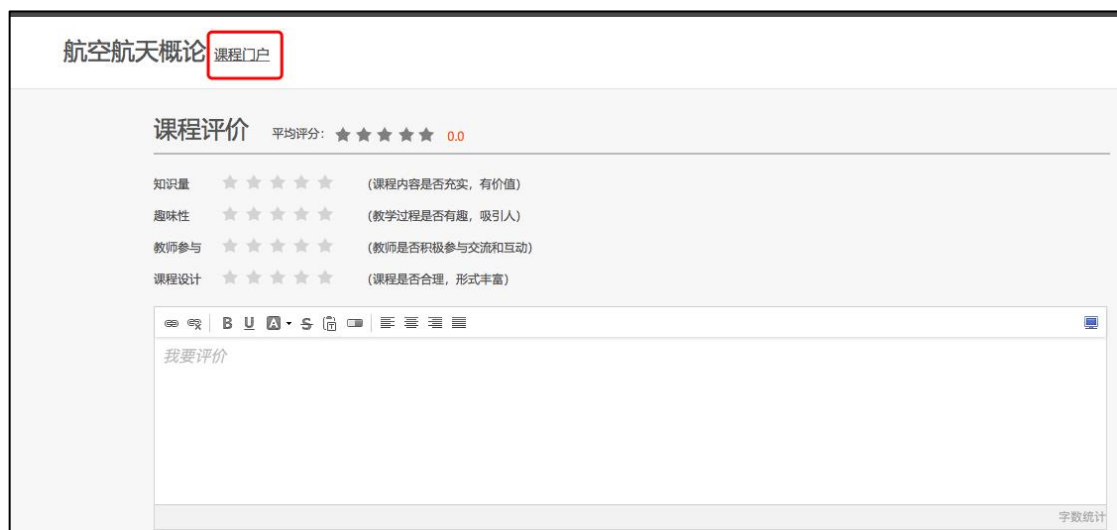 航空航天概论 课程门户
课程评价 平均评分: 0.0
知识量 (课程内容是否充实，有价值)
趣味性 (教学过程是否有趣，吸引人)
教师参与 (教师是否积极参与交流和互动)
课程设计 (课程是否合理，形式丰富)
B U A S T
我要评价
字数统计